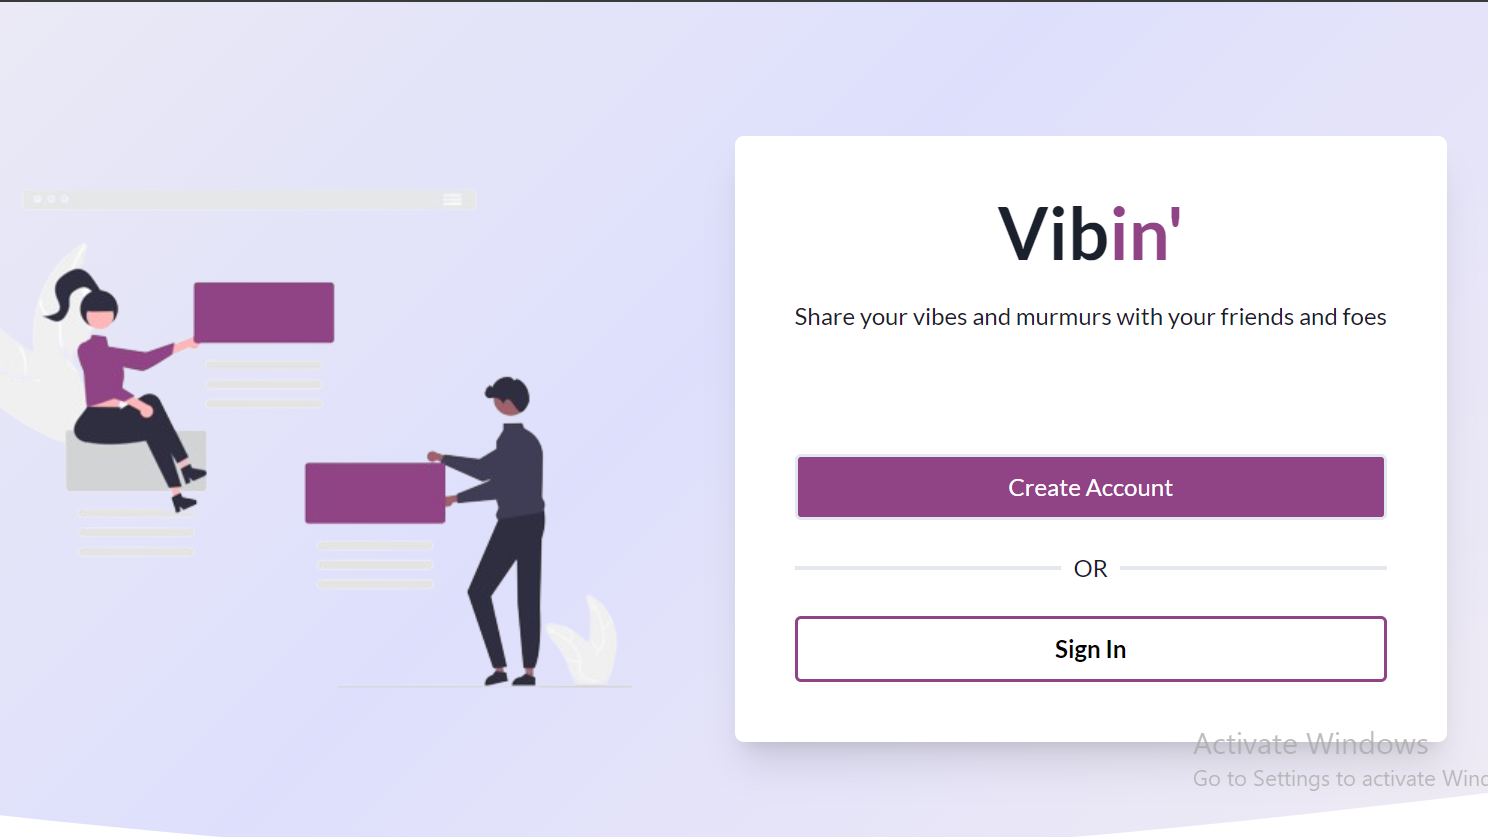 Vibin'
Share your vibes and murmurs with your friends and foes
Create Account
OR
Sign In
Activate Windows
Go to Settings to activate Wind